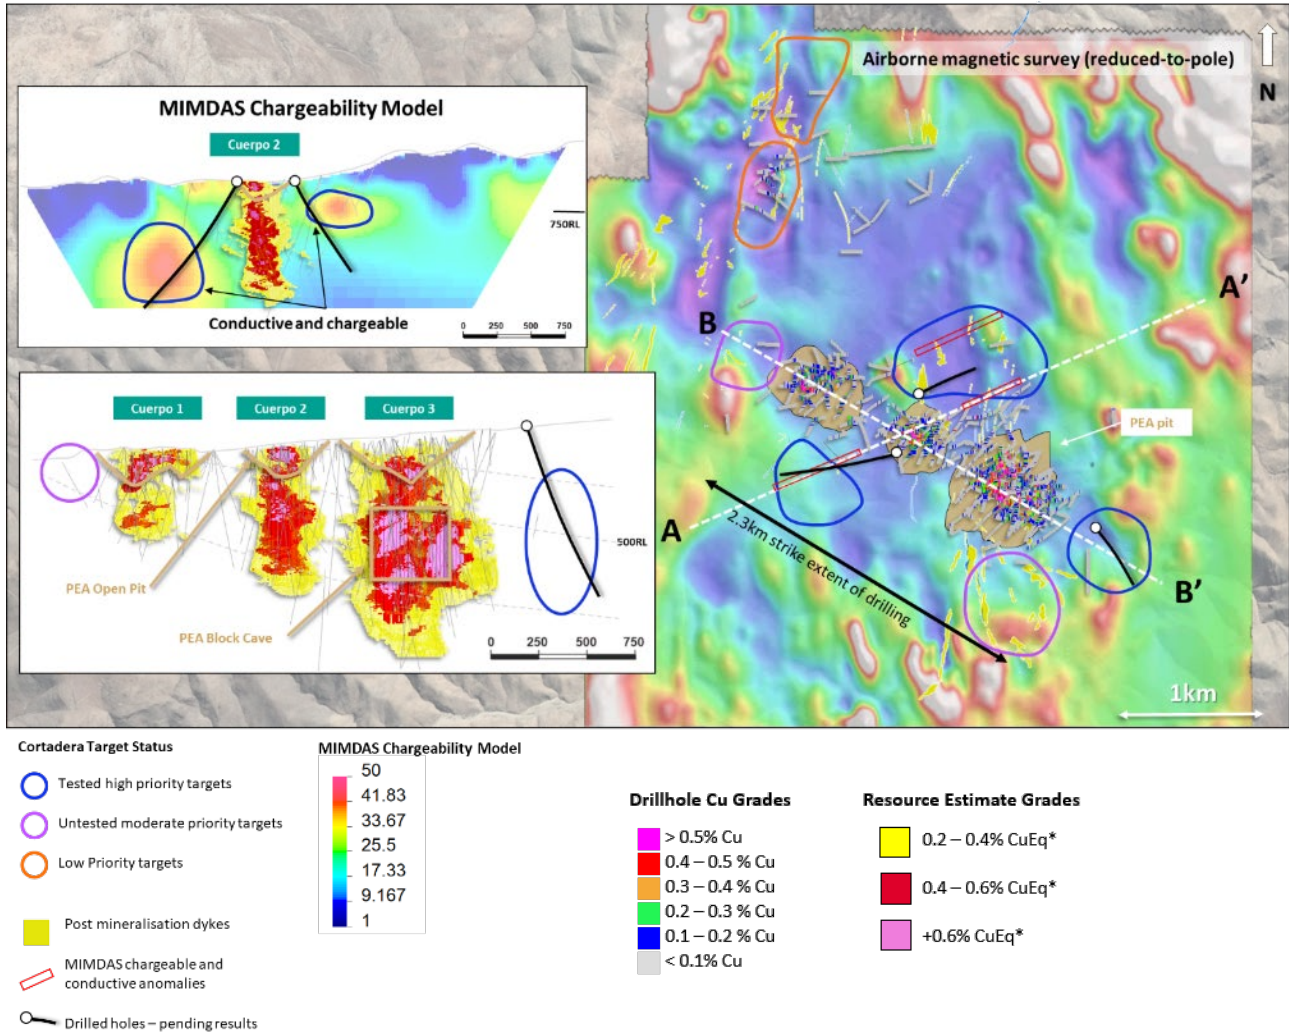 Airborne magnetic survey (reduced-to-pole)
N
MIMDAS Chargeability Model
Cuerpo 2
750RL
Conductive and chargeable
0 250 500 750
Cuerpo 1
Cuerpo 2
Cuerpo 3
500RL
PEA Open Pit
PEA Block Cave
0 250 500 750
B
A'
PEA pit
A
2.3km strike extent of drilling
B'
1km
Cortadera Target Status
Tested high priority targets
Untested moderate priority targets
Low Priority targets
Post mineralisation dykes
MIMDAS chargeable and
conductive anomalies
Drilled holes – pending results
MIMDAS Chargeability Model
50
41.83
33.67
25.5
17.33
9.167
1
Drillhole Cu Grades
> 0.5% Cu
0.4 – 0.5 % Cu
0.3 – 0.4 % Cu
0.2 – 0.3 % Cu
0.1 – 0.2 % Cu
< 0.1% Cu
Resource Estimate Grades
0.2 – 0.4% CuEq*
0.4 – 0.6% CuEq*
+0.6% CuEq*